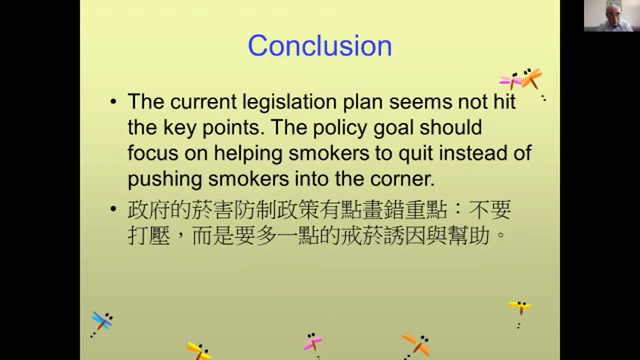 Conclusion
• The current legislation plan seems not hit
the key points. The policy goal should
focus on helping smokers to quit instead of
pushing smokers into the corner.
• 政府的菸害防制政策有點畫錯重點：不要
打壓，而是要多一點的戒菸誘因與幫助。